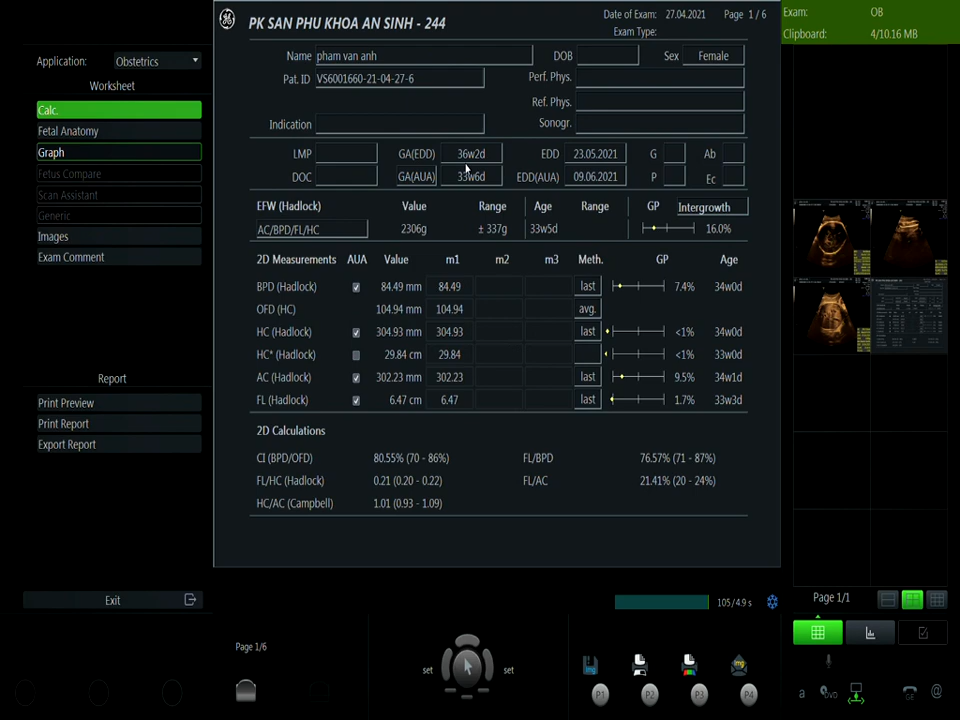 PK SAN PHU KHOA AN SINH - 244
Date of Exam: 27.04.2021 Page 1 / 6
Exam Type:
Exam: OB
Clipboard: 4/10.16 MB
Application: Obstetrics
Worksheet
Calc.
Fetal Anatomy
Graph
Fetus Compare
Scan Assistant
Generic
Images
Exam Comment
Report
Print Preview
Print Report
Export Report
Exit
Name pham van anh DOB Sex Female
Pat. ID VS6001660-21-04-27-6 Perf. Phys.
Ref. Phys.
Indication Sonogr.
LMP GA(EDD) 36w2d EDD 23.05.2021 G Ab
DOC GA(AUA) 33w6d EDD(AUA) 09.06.2021 P Ec
EFW (Hadlock) Value Range Age Range GP Intergrowth
AC/BPD/FL/HC 2306g ± 337g 33w5d 16.0%
2D Measurements AUA Value m1 m2 m3 Meth. GP Age
BPD (Hadlock) 84.49 mm 84.49 last 7.4% 34w0d
OFD (HC) 104.94 mm 104.94 avg.
HC (Hadlock) 304.93 mm 304.93 last <1% 34w0d
HC* (Hadlock) 29.84 cm 29.84 <1% 33w0d
AC (Hadlock) 302.23 mm 302.23 last 9.5% 34w1d
FL (Hadlock) 6.47 cm 6.47 last 1.7% 33w3d
2D Calculations
CI (BPD/OFD) 80.55% (70 - 86%) FL/BPD 76.57% (71 - 87%)
FL/HC (Hadlock) 0.21 (0.20 - 0.22) FL/AC 21.41% (20 - 24%)
HC/AC (Campbell) 1.01 (0.93 - 1.09)
105/4.9 s
Page 1/1
Page 1/6
set set
P1 P2 P3 P4
Img
a DVD @